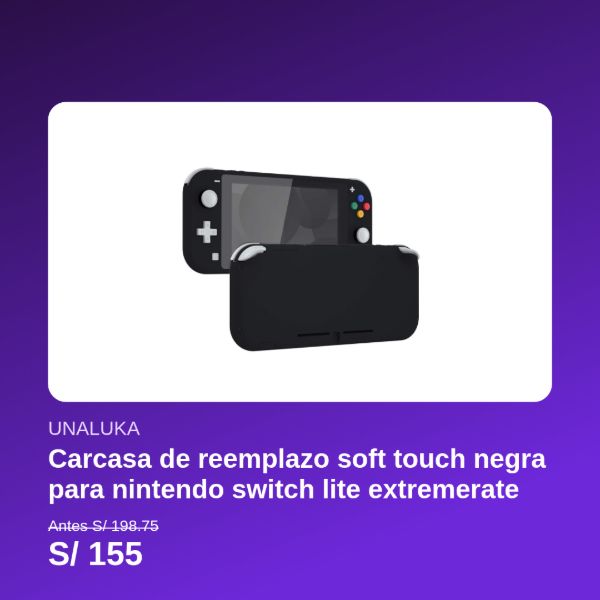 UNALUKA
Carcasa de reemplazo soft touch negra
para nintendo switch lite extremerate
Antes S/ 198.75
S/ 155